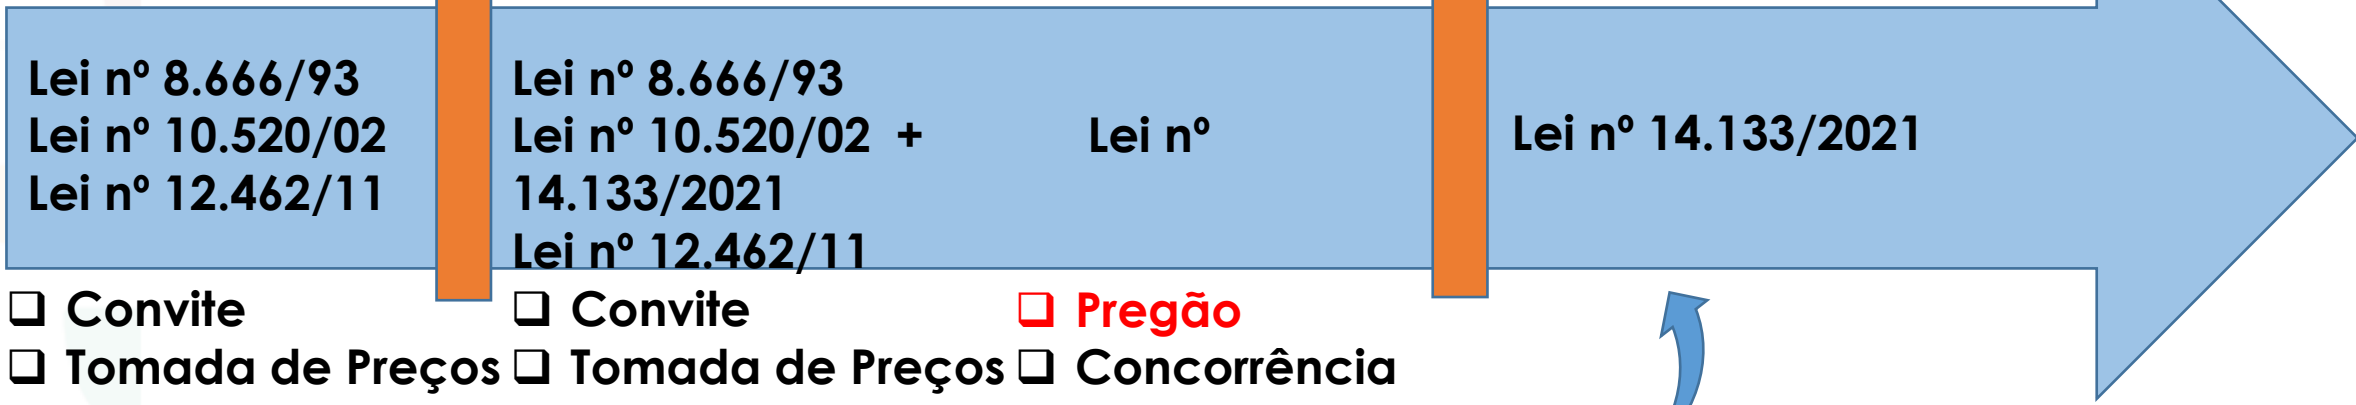 Lei nº 8.666/93
Lei nº 10.520/02
Lei nº 12.462/11
Lei nº 8.666/93
Lei nº 10.520/02 + Lei nº
14.133/2021
Lei nº 12.462/11
Lei nº 14.133/2021
❑ Convite
❑ Tomada de Preços
❑ Convite
❑ Tomada de Preços
❑ Pregão
❑ Concorrência